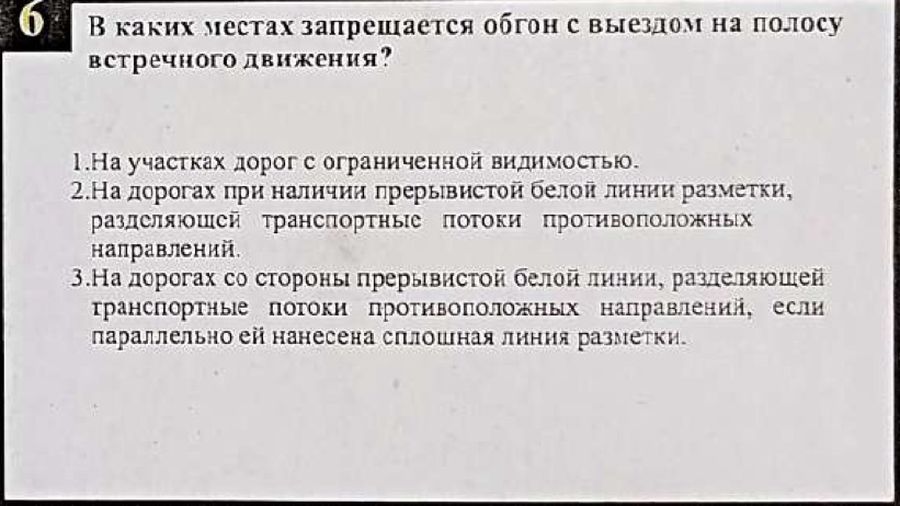 6
В каких местах запрещается обгон с выездом на полосу
встречного движения?
1.На участках дорог с ограниченной видимостью.
2.На дорогах при наличии прерывистой белой линии разметки,
разделяющей транспортные потоки противоположных
направлений.
3.На дорогах со стороны прерывистой белой линии, разделяющей
транспортные потоки противоположных направлений, если
параллельно ей нанесена сплошная линия разметки.